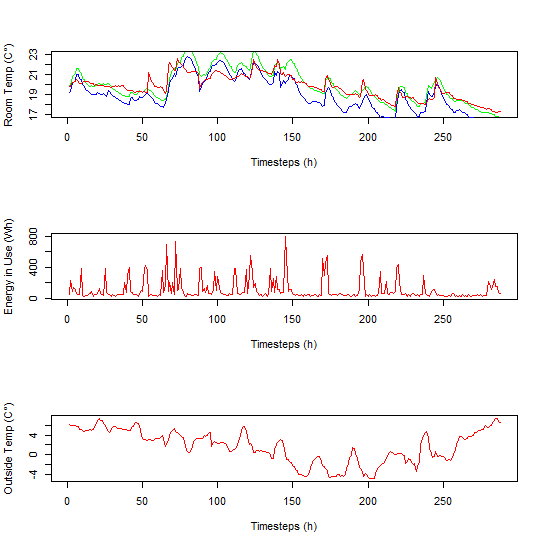 Room Temp (C°)
23
21
19
17
0 50 100 150 200 250
Timesteps (h)
Energy in Use (Wh)
800
400
0
0 50 100 150 200 250
Timesteps (h)
Outside Temp (C°)
4
0
-4
0 50 100 150 200 250
Timesteps (h)